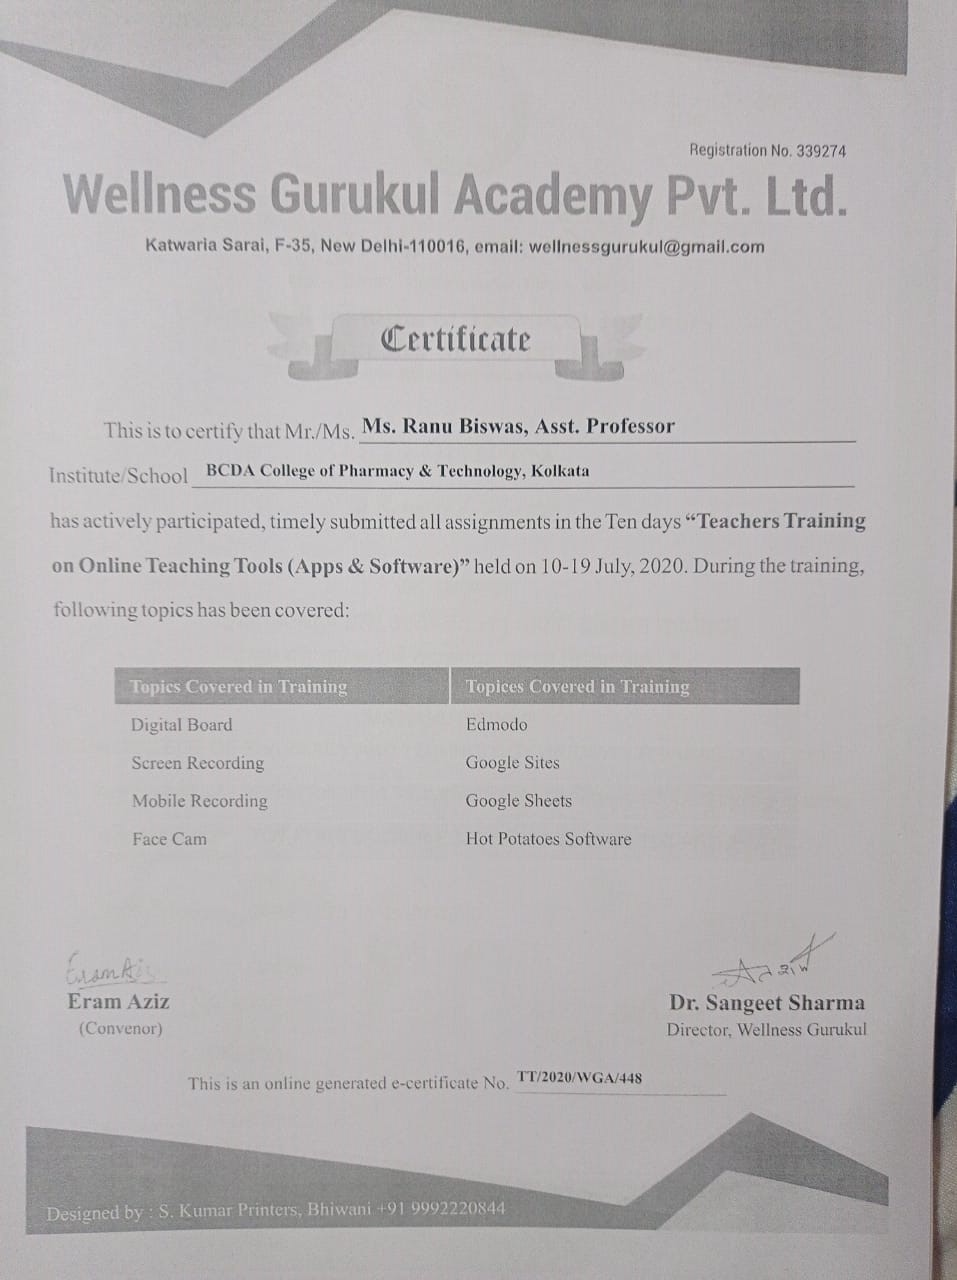 Registration No. 339274
Wellness Gurukul Academy Pvt. Ltd.
Katwaria Sarai, F-35, New Delhi-110016, email: wellnessgurukul@gmail.com
Certificate
This is to certify that Mr./Ms. Ms. Ranu Biswas, Asst. Professor
Institute/School BCDA College of Pharmacy & Technology, Kolkata
has actively participated, timely submitted all assignments in the Ten days “Teachers Training
on Online Teaching Tools (Apps & Software)” held on 10-19 July, 2020. During the training,
following topics has been covered:
Topics Covered in Training Topices Covered in Training
Digital Board Edmodo
Screen Recording Google Sites
Mobile Recording Google Sheets
Face Cam Hot Potatoes Software
Eram Aziz Dr. Sangeet Sharma
(Convenor) Director, Wellness Gurukul
This is an online generated e-certificate No. TT/2020/WGA/448
Designed by : S. Kumar Printers, Bhiwani +91 9992220844